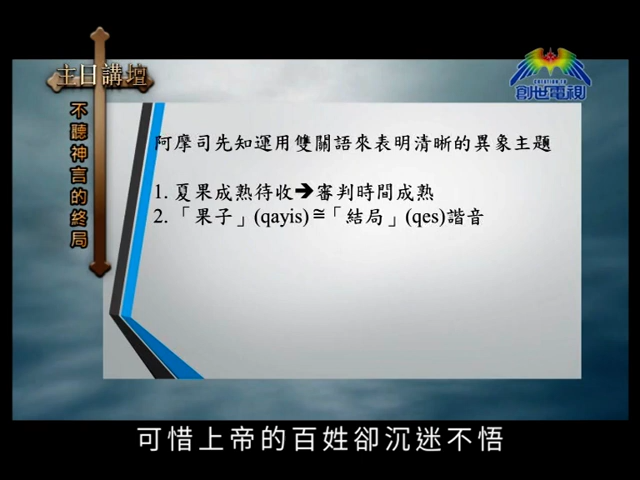 主日講壇
不聽神言的終局
CREATION TV
創世電視
阿摩司先知運用雙關語來表明清晰的異象主題
1. 夏果成熟待收➔審判時間成熟
2. 「果子」(qayis)≅「結局」(qes)諧音
可惜上帝的百姓卻沉迷不悟